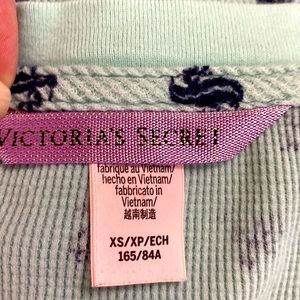 VICTORIA'S SECRET
fabriqué au Vietnam/
hecho en Vietnam/
fabbricato in
Vietnam/
越南制造
XS/XP/ECH
165/84A